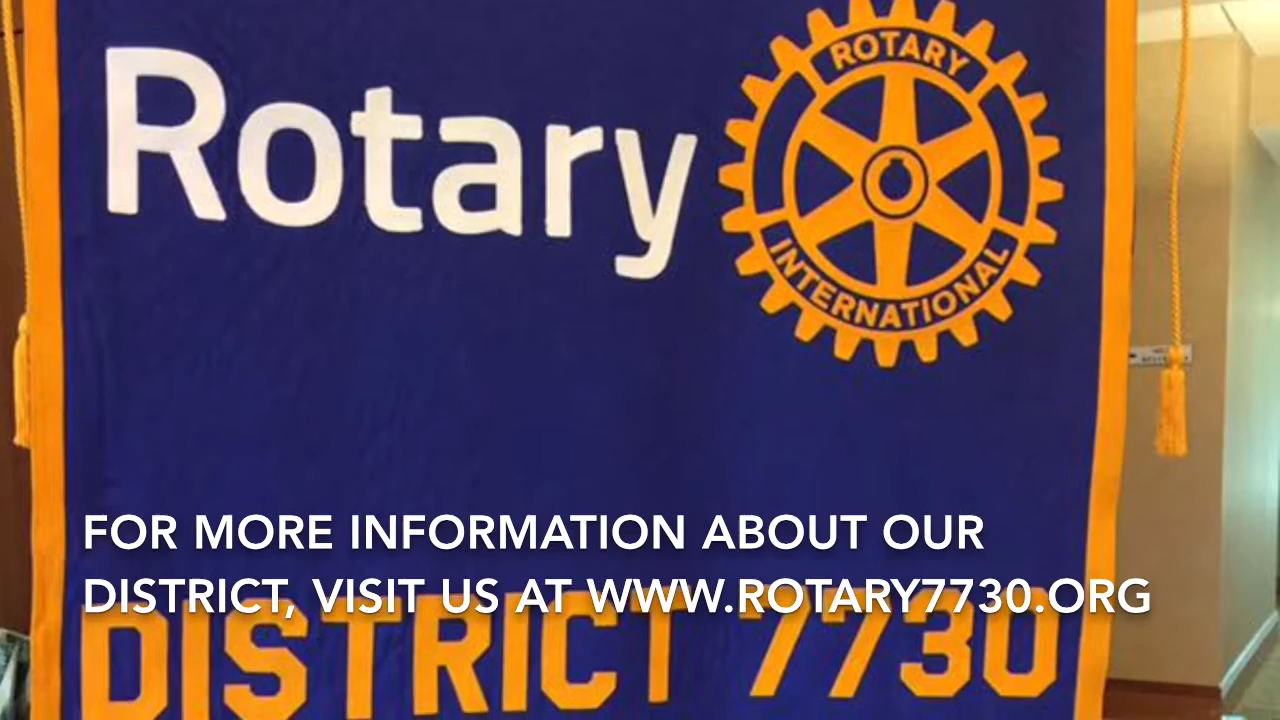 Rotary
ROTARY
INTERNATIONAL
FOR MORE INFORMATION ABOUT OUR
DISTRICT, VISIT US AT WWW.ROTARY7730.ORG
DISTRICT 7730